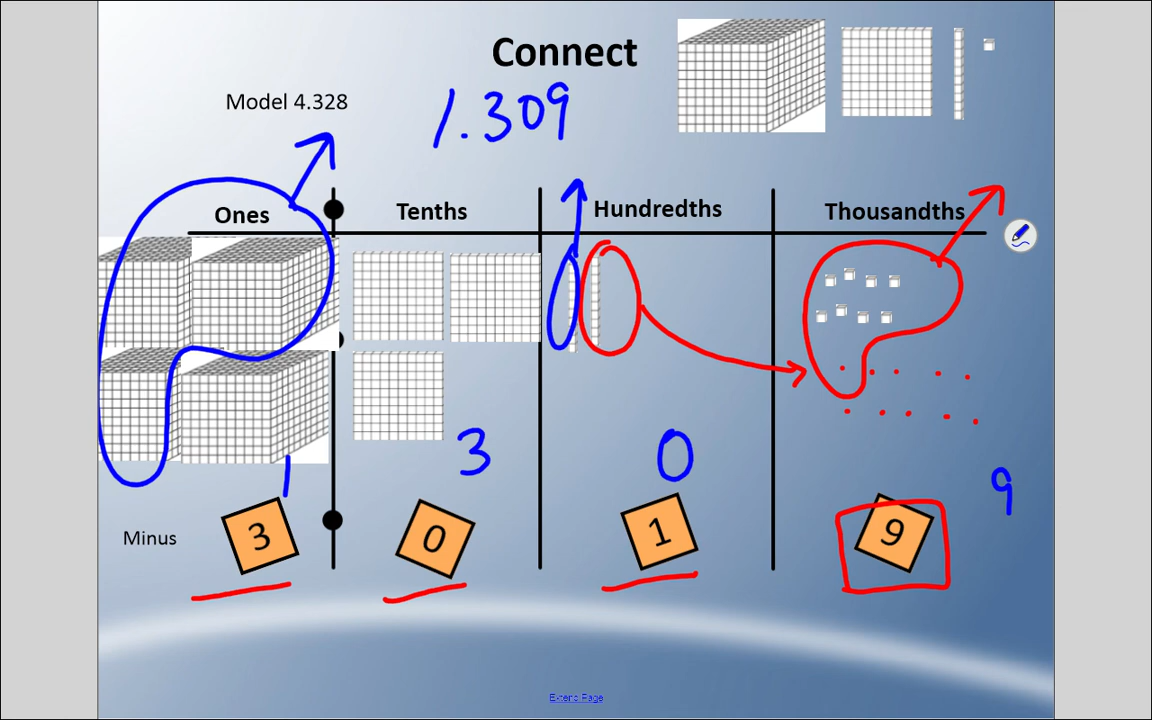 Connect
Model 4.328
1.309
Ones Tenths Hundredths Thousandths
1 3 0 9
Minus 3 0 1 9
Extend Page